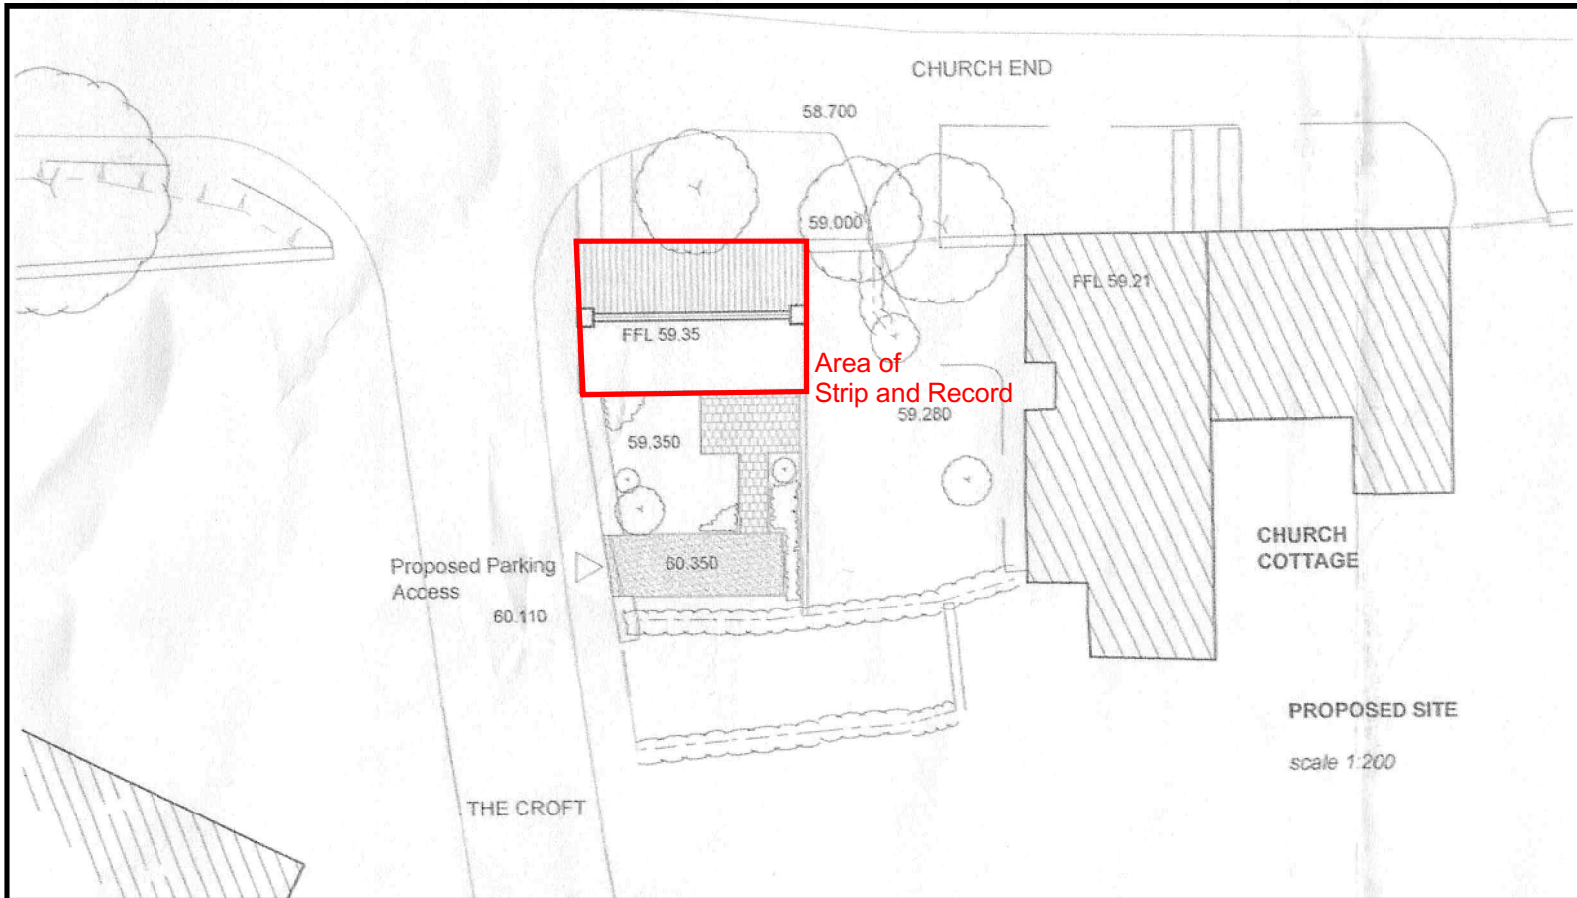 CHURCH END
58.700
59.000
FFL 59.21
FFL 59.35
Area of
Strip and Record
59.280
59.350
CHURCH
COTTAGE
Proposed Parking
Access
60.350
60.110
PROPOSED SITE
scale 1:200
THE CROFT